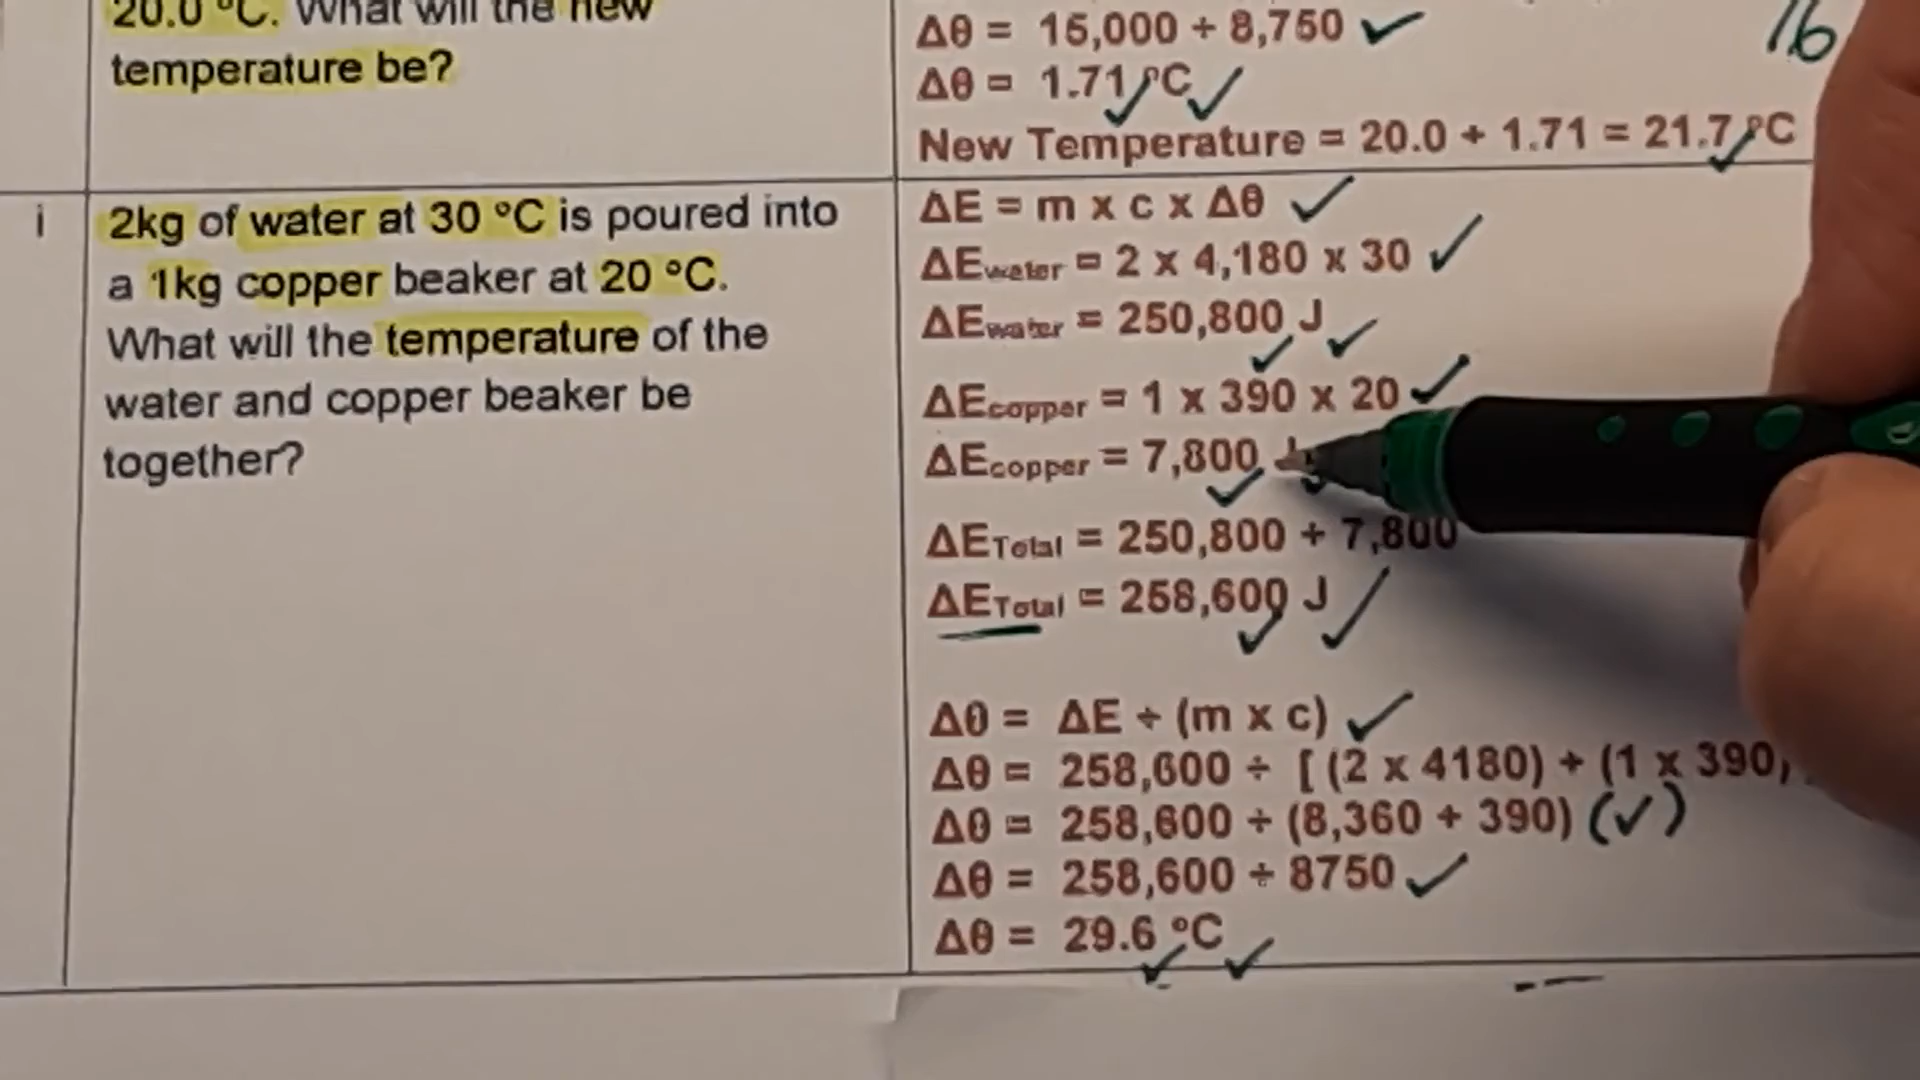 20.0 °C. What will the new
temperature be?
Δθ = 15,000 ÷ 8,750 ✓
Δθ = 1.71 °C
New Temperature = 20.0 + 1.71 = 21.7 °C
16
i
2kg of water at 30 °C is poured into
a 1kg copper beaker at 20 °C.
What will the temperature of the
water and copper beaker be
together?
ΔE = m x c x Δθ ✓
ΔEwater = 2 x 4,180 x 30 ✓
ΔEwater = 250,800 J ✓ ✓
ΔEcopper = 1 x 390 x 20 ✓
ΔEcopper = 7,800 J ✓
ΔETotal = 250,800 + 7,800
ΔETotal = 258,600 J ✓ ✓
Δθ = ΔE ÷ (m x c) ✓
Δθ = 258,600 ÷ [ (2 x 4180) + (1 x 390)
Δθ = 258,600 ÷ (8,360 + 390) (✓)
Δθ = 258,600 ÷ 8750 ✓
Δθ = 29.6 °C ✓ ✓